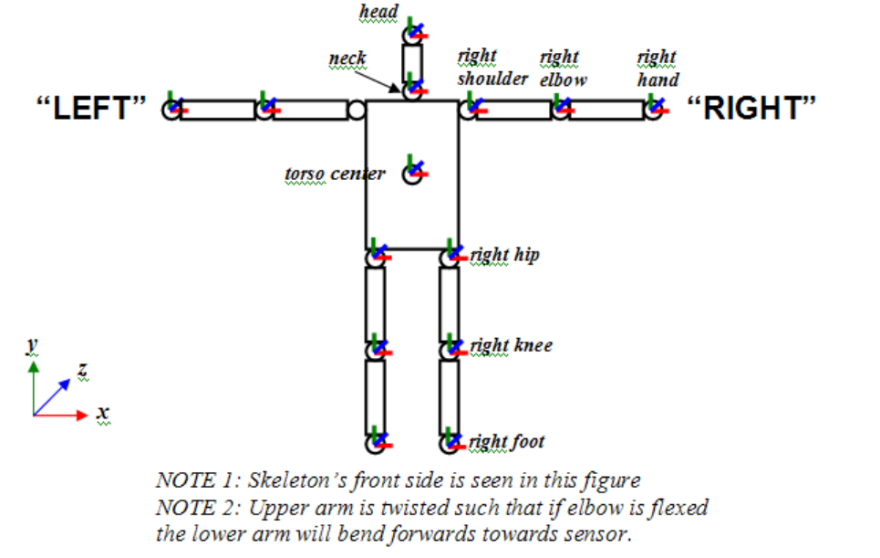 head
neck
right
shoulder
right
elbow
right
hand
“LEFT”
“RIGHT”
torso center
right hip
right knee
right foot
y
z
x
NOTE 1: Skeleton’s front side is seen in this figure
NOTE 2: Upper arm is twisted such that if elbow is flexed
the lower arm will bend forwards towards sensor.